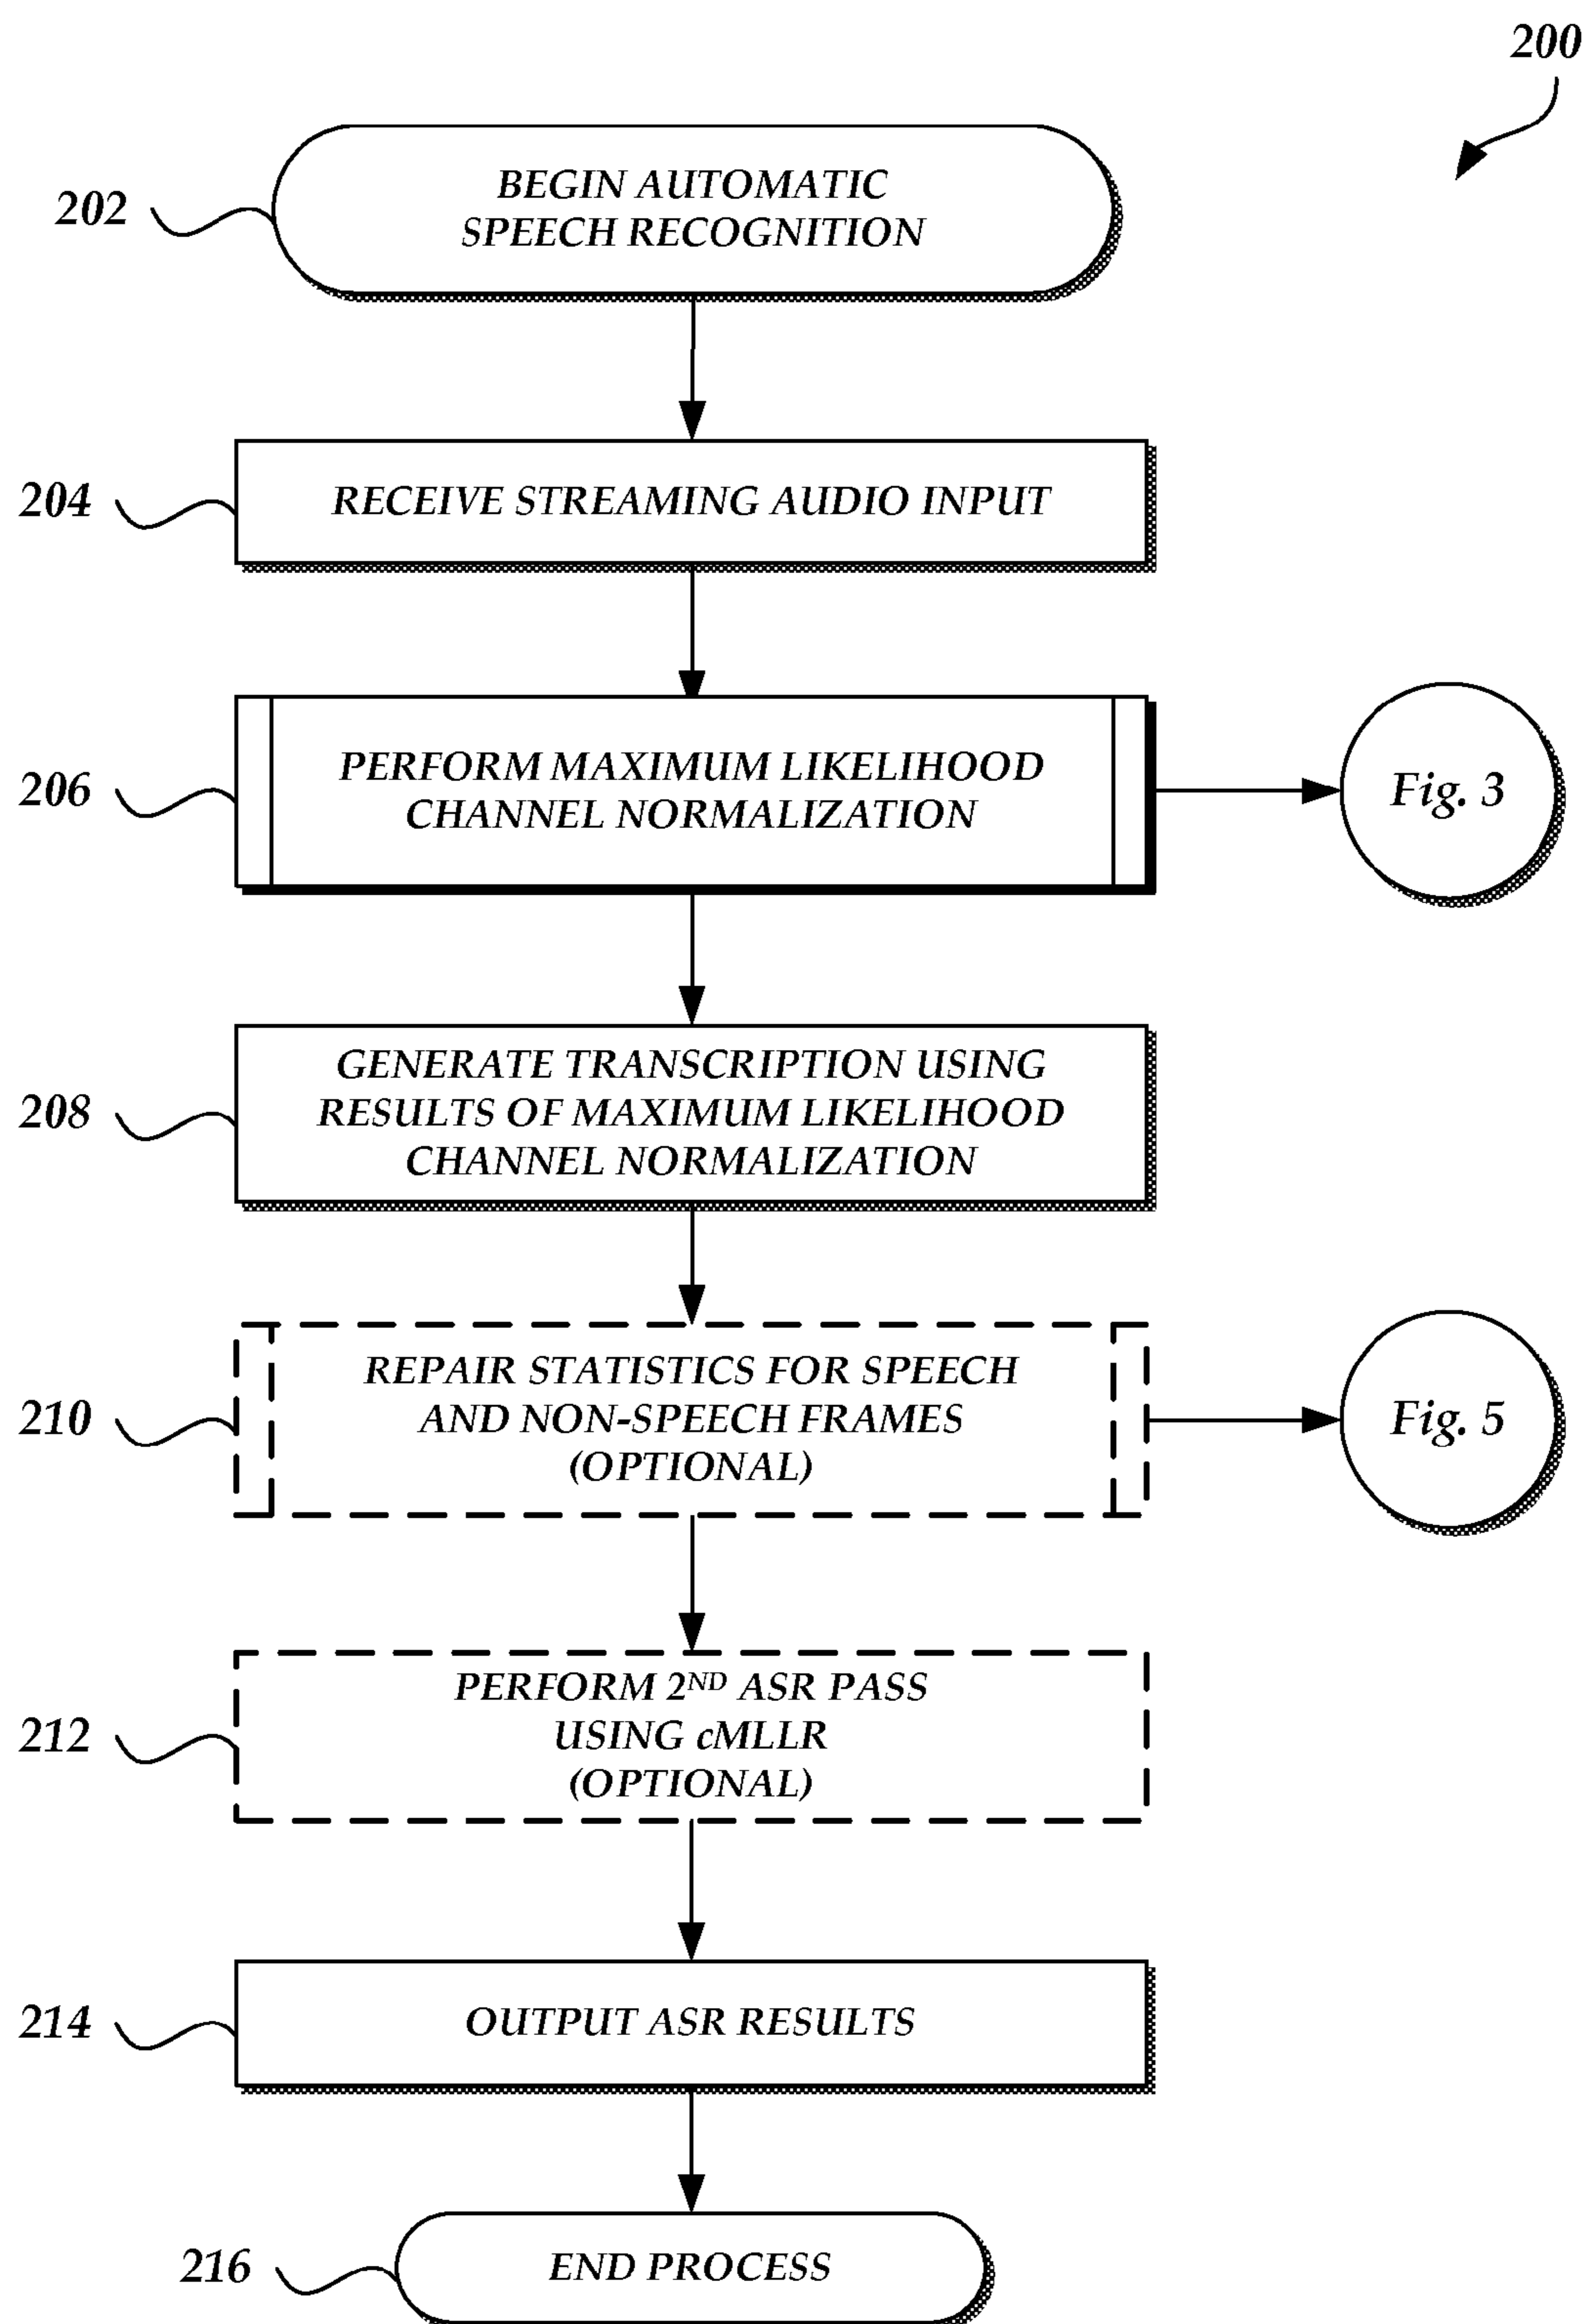 200
202
BEGIN AUTOMATIC
SPEECH RECOGNITION
204
RECEIVE STREAMING AUDIO INPUT
206
PERFORM MAXIMUM LIKELIHOOD
CHANNEL NORMALIZATION
Fig. 3
208
GENERATE TRANSCRIPTION USING
RESULTS OF MAXIMUM LIKELIHOOD
CHANNEL NORMALIZATION
210
REPAIR STATISTICS FOR SPEECH
AND NON-SPEECH FRAMES
(OPTIONAL)
Fig. 5
212
PERFORM 2ND ASR PASS
USING cMLLR
(OPTIONAL)
214
OUTPUT ASR RESULTS
216
END PROCESS